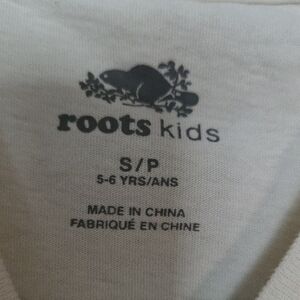 roots kids
S/P
5-6 YRS/ANS
MADE IN CHINA
FABRIQUÉ EN CHINE